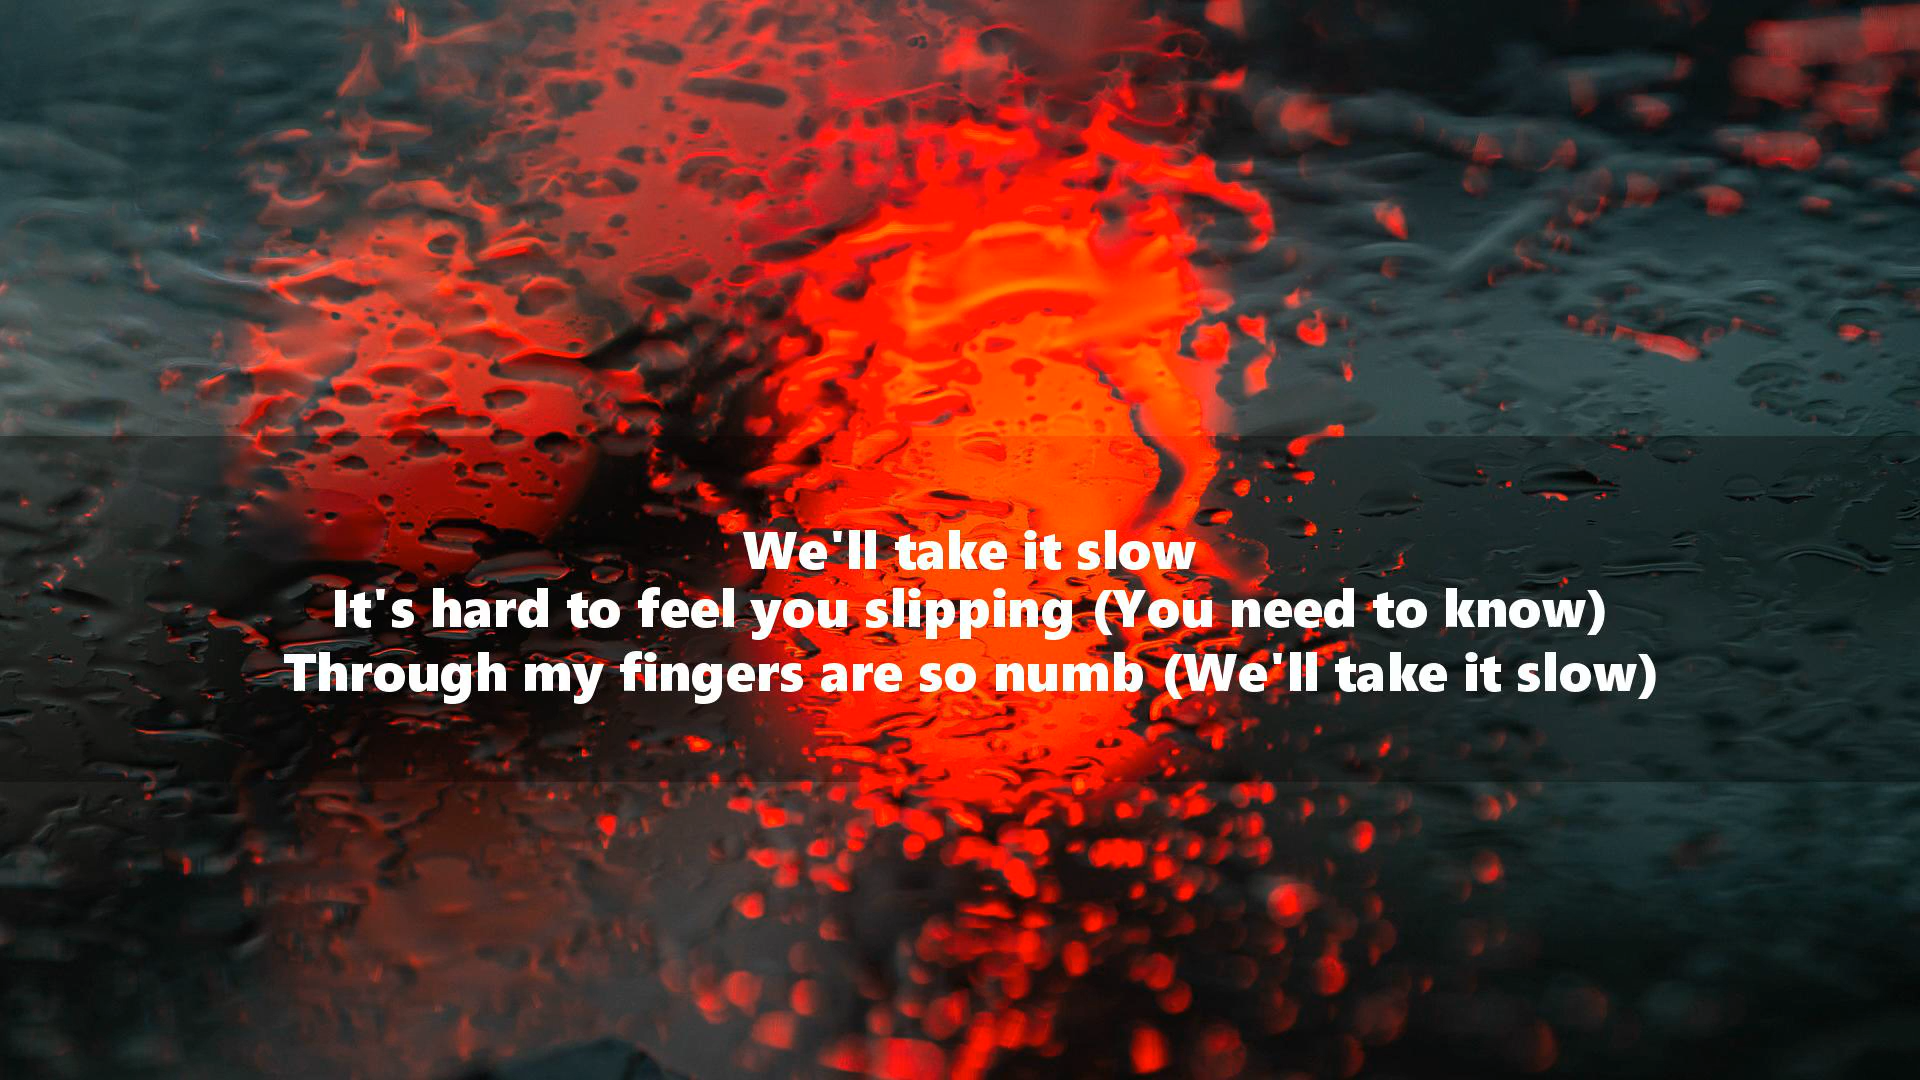 We'll take it slow
It's hard to feel you slipping (You need to know)
Through my fingers are so numb (We'll take it slow)